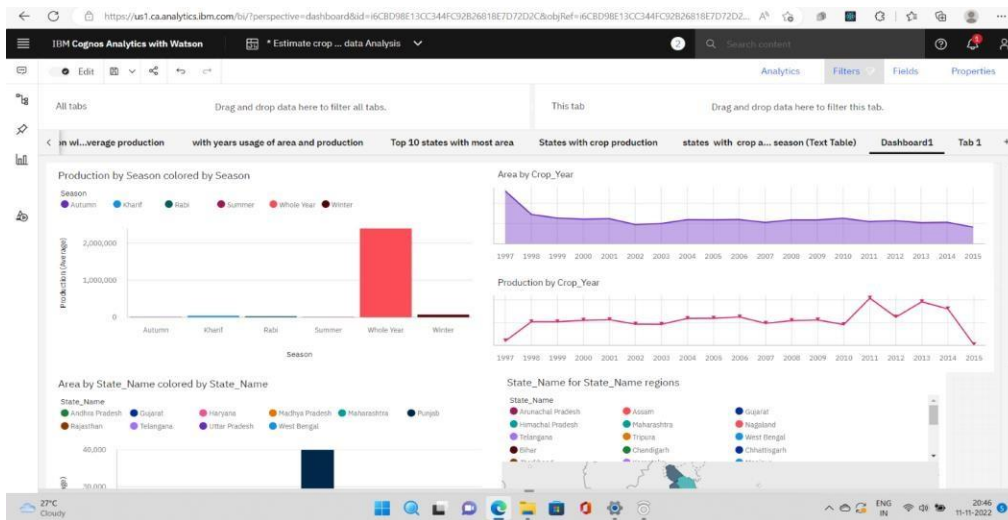 https://us1.ca.analytics.ibm.com/bi/?perspective=dashboard&id=i6CBD98E13CC344FC92B26818E7D72D2C&objRef=i6CBD98E13CC344FC92B26818E7D72D2...
IBM Cognos Analytics with Watson
* Estimate crop ... data Analysis
2
Search content
Edit
Analytics
Filters
Fields
Properties
All tabs
Drag and drop data here to filter all tabs.
This tab
Drag and drop data here to filter this tab.
n wi...verage production
with years usage of area and production
Top 10 states with most area
States with crop production
states with crop a... season (Text Table)
Dashboard1
Tab 1
Production by Season colored by Season
Season
Autumn Kharif Rabi Summer Whole Year Winter
Production (Average)
2,000,000
1,000,000
0
Autumn Kharif Rabi Summer Whole Year Winter
Season
Area by Crop_Year
1997 1998 1999 2000 2001 2002 2003 2004 2005 2006 2007 2008 2009 2010 2011 2012 2013 2014 2015
Production by Crop_Year
1997 1998 1999 2000 2001 2002 2003 2004 2005 2006 2007 2008 2009 2010 2011 2012 2013 2014 2015
Area by State_Name colored by State_Name
State_Name
Andhra Pradesh Gujarat Haryana Madhya Pradesh Maharashtra Punjab
Rajasthan Telangana Uttar Pradesh West Bengal
40,000
30,000
State_Name for State_Name regions
State_Name
Arunachal Pradesh Assam Gujarat
Himachal Pradesh Maharashtra Nagaland
Telangana Tripura West Bengal
Bihar Chandigarh Chhattisgarh
27°C
Cloudy
ENG
IN
20:46
11-11-2022